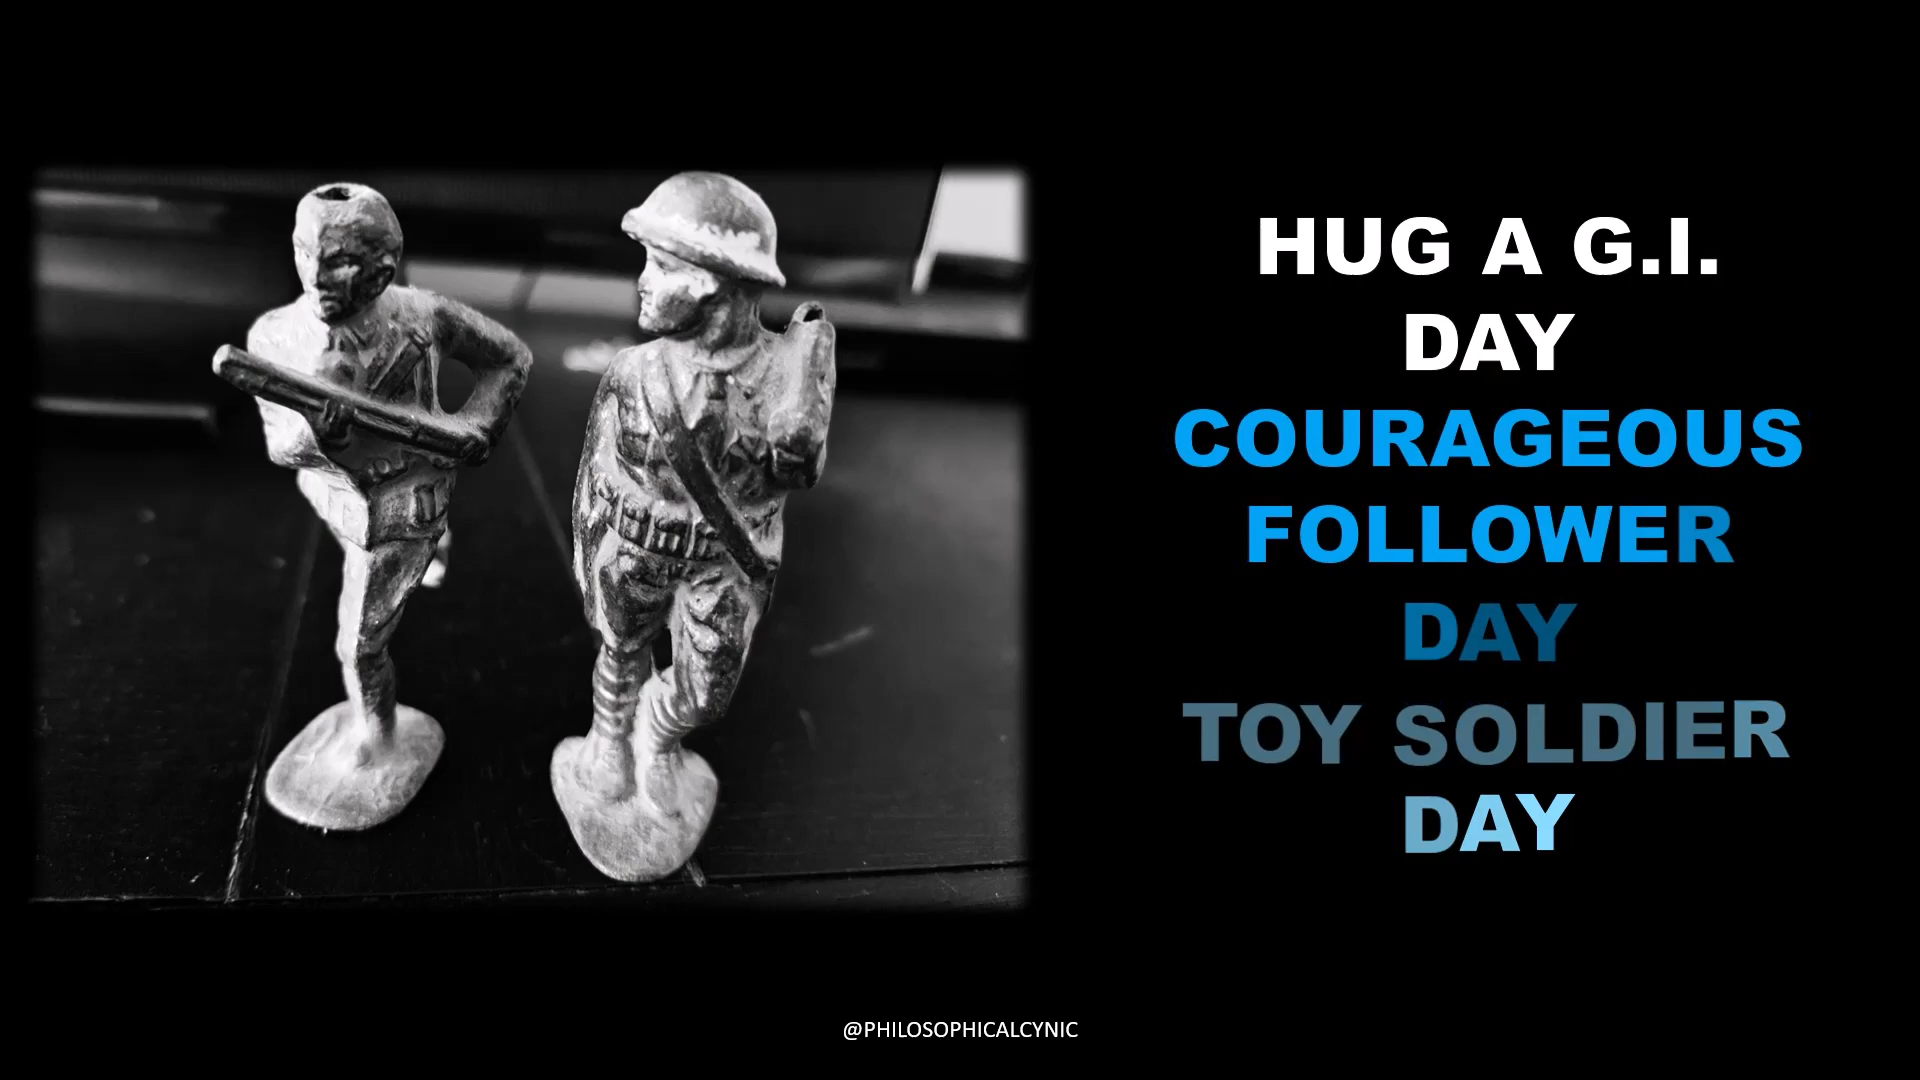 HUG A G.I.
DAY
COURAGEOUS
FOLLOWER
DAY
TOY SOLDIER
DAY
@PHILOSOPHICALCYNIC